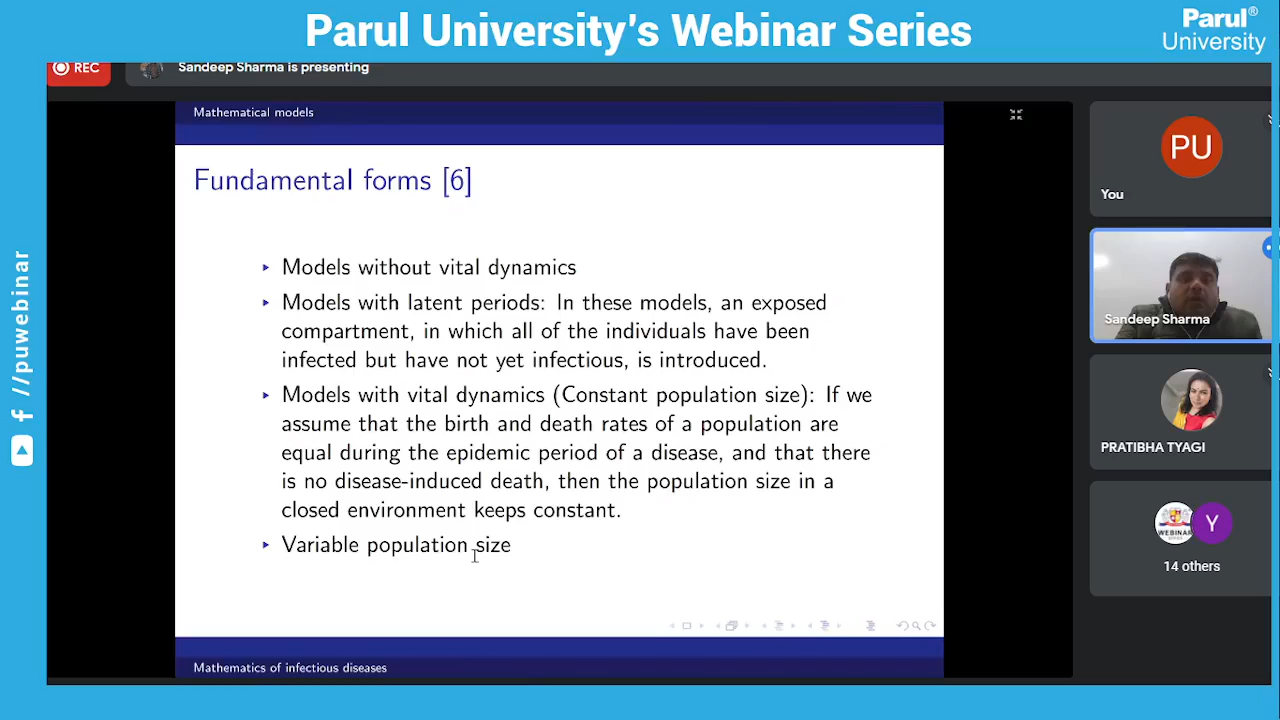 Parul University's Webinar Series
Parul®
University
REC
Sandeep Sharma is presenting
Mathematical models
Fundamental forms [6]
Models without vital dynamics
Models with latent periods: In these models, an exposed
compartment, in which all of the individuals have been
infected but have not yet infectious, is introduced.
Models with vital dynamics (Constant population size): If we
assume that the birth and death rates of a population are
equal during the epidemic period of a disease, and that there
is no disease-induced death, then the population size in a
closed environment keeps constant.
Variable population size
Mathematics of infectious diseases
PU
You
Sandeep Sharma
PRATIBHA TYAGI
WEBINAR
Y
14 others
//puwebinar